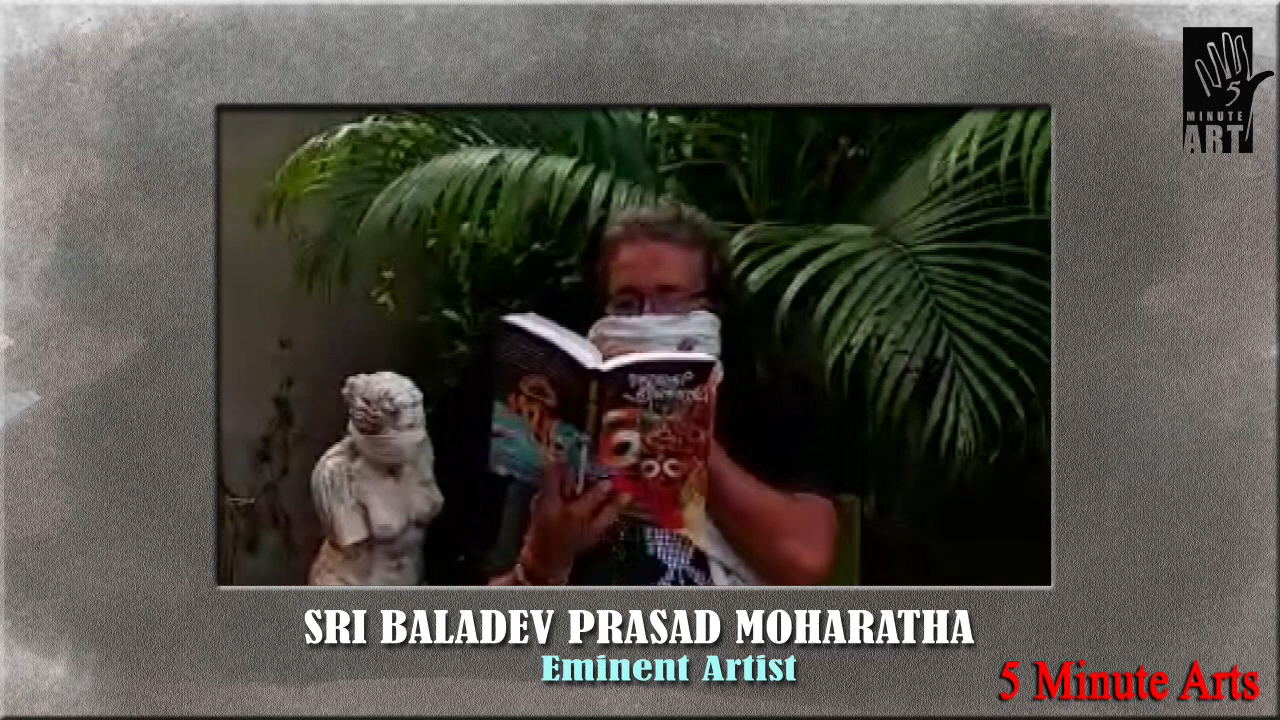 5
MINUTE
ART
SRI BALADEV PRASAD MOHARATHA
Eminent Artist
5 Minute Arts